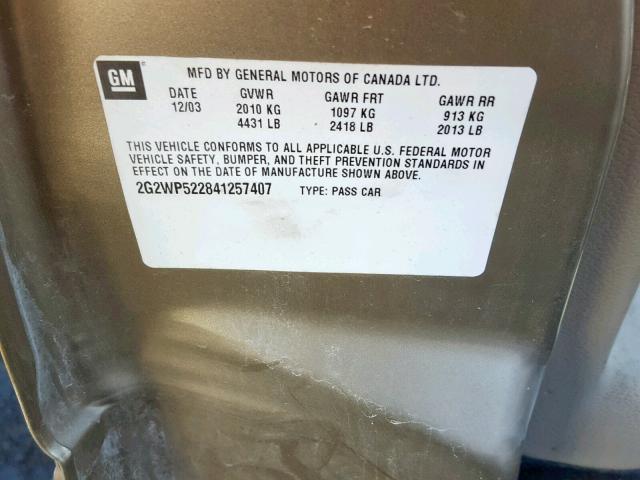 GM
MFD BY GENERAL MOTORS OF CANADA LTD.
DATE GVWR GAWR FRT GAWR RR
12/03 2010 KG 1097 KG 913 KG
4431 LB 2418 LB 2013 LB
THIS VEHICLE CONFORMS TO ALL APPLICABLE U.S. FEDERAL MOTOR
VEHICLE SAFETY, BUMPER, AND THEFT PREVENTION STANDARDS IN
EFFECT ON THE DATE OF MANUFACTURE SHOWN ABOVE.
2G2WP522841257407 TYPE: PASS CAR